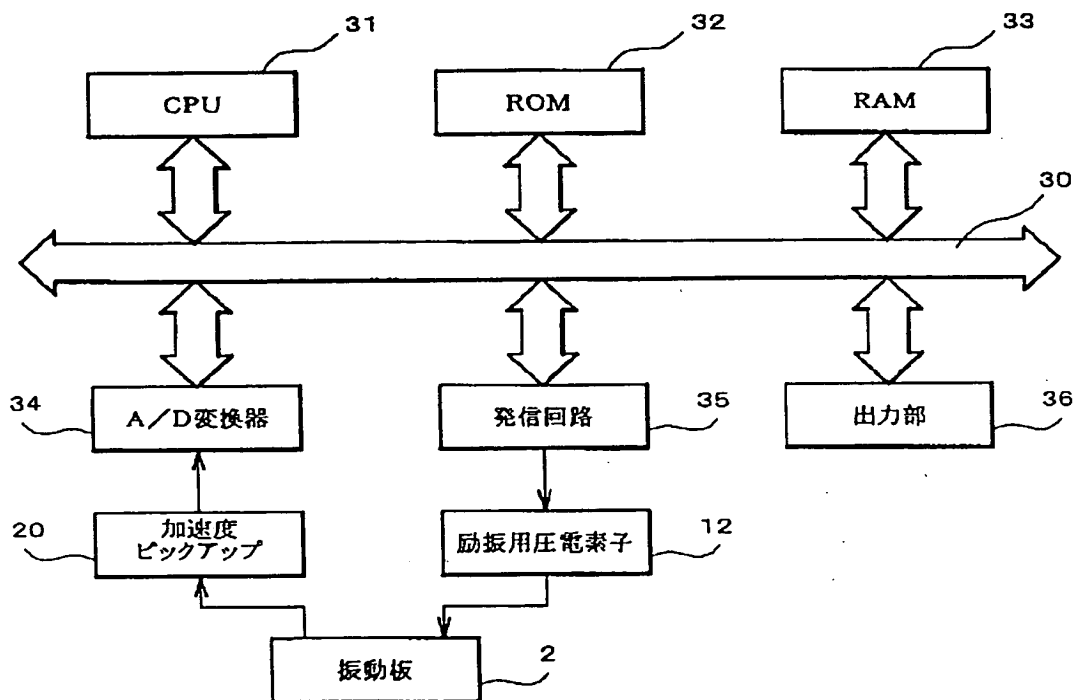 31
32
33
CPU
ROM
RAM
30
34
A/D変換器
発信回路
35
出力部
36
20
加速度
ピックアップ
励振用圧電素子
12
振動板
2